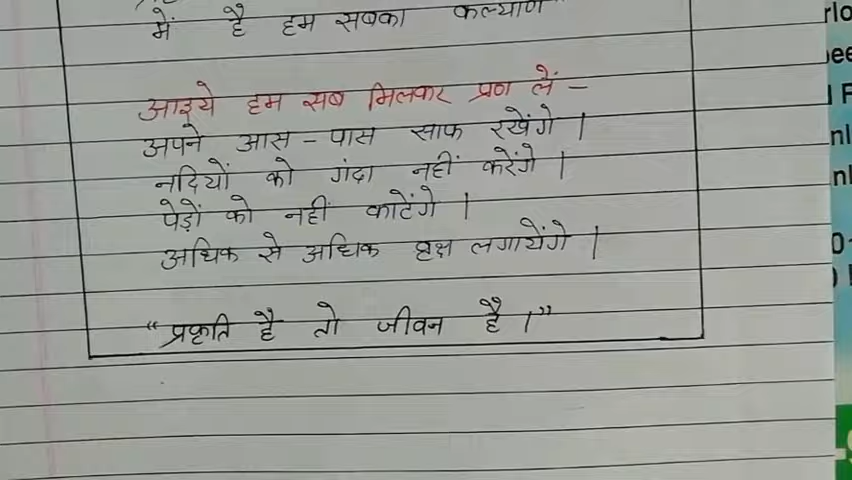 में है हम सबका कल्याण
आइये हम सब मिलकर प्रण लें -
अपने आस - पास साफ रखेंगे ।
नदियों को गंदा नहीं करेंगे ।
पेड़ों को नहीं काटेंगे ।
अधिक से अधिक वृक्ष लगायेंगे ।
“प्रकृति है तो जीवन है ।”